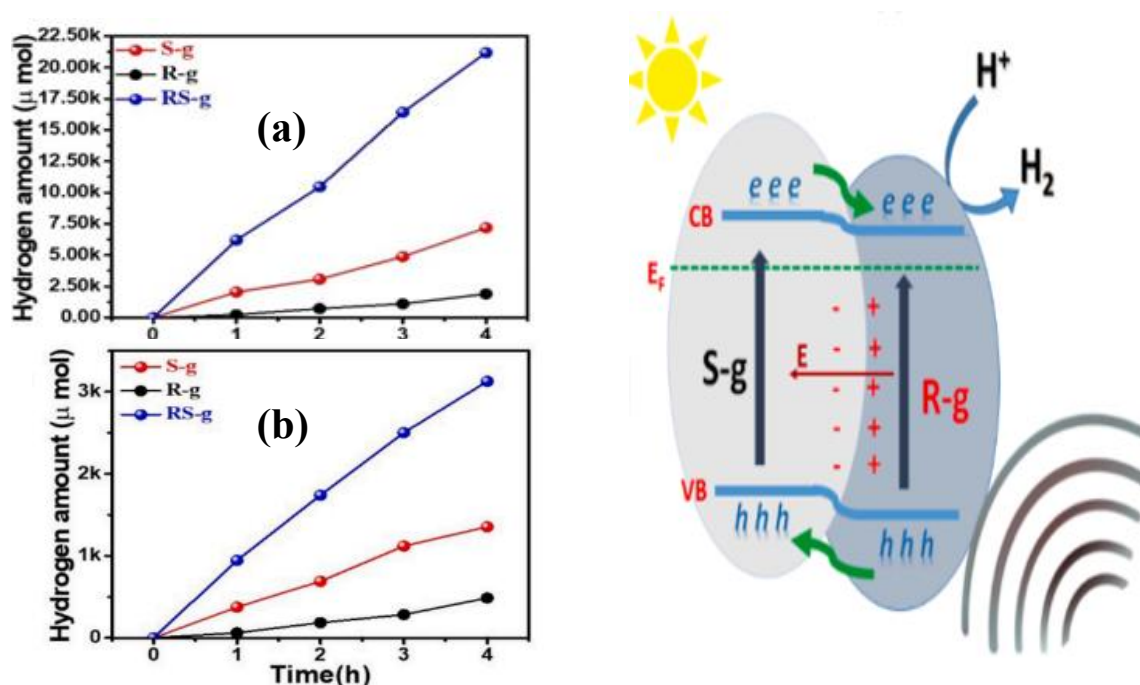 Hydrogen amount (μ mol)
22.50k
20.00k
17.50k
15.00k
12.50k
10.00k
7.50k
5.00k
2.50k
0.00
S-g
R-g
RS-g
(a)
0 1 2 3 4
Hydrogen amount (μ mol)
3k
2k
1k
0
S-g
R-g
RS-g
(b)
0 1 2 3 4
Time(h)
H+
H2
e e e
e e e
CB
EF
- +
- +
E
- +
- +
- +
S-g
R-g
VB
h h h
h h h